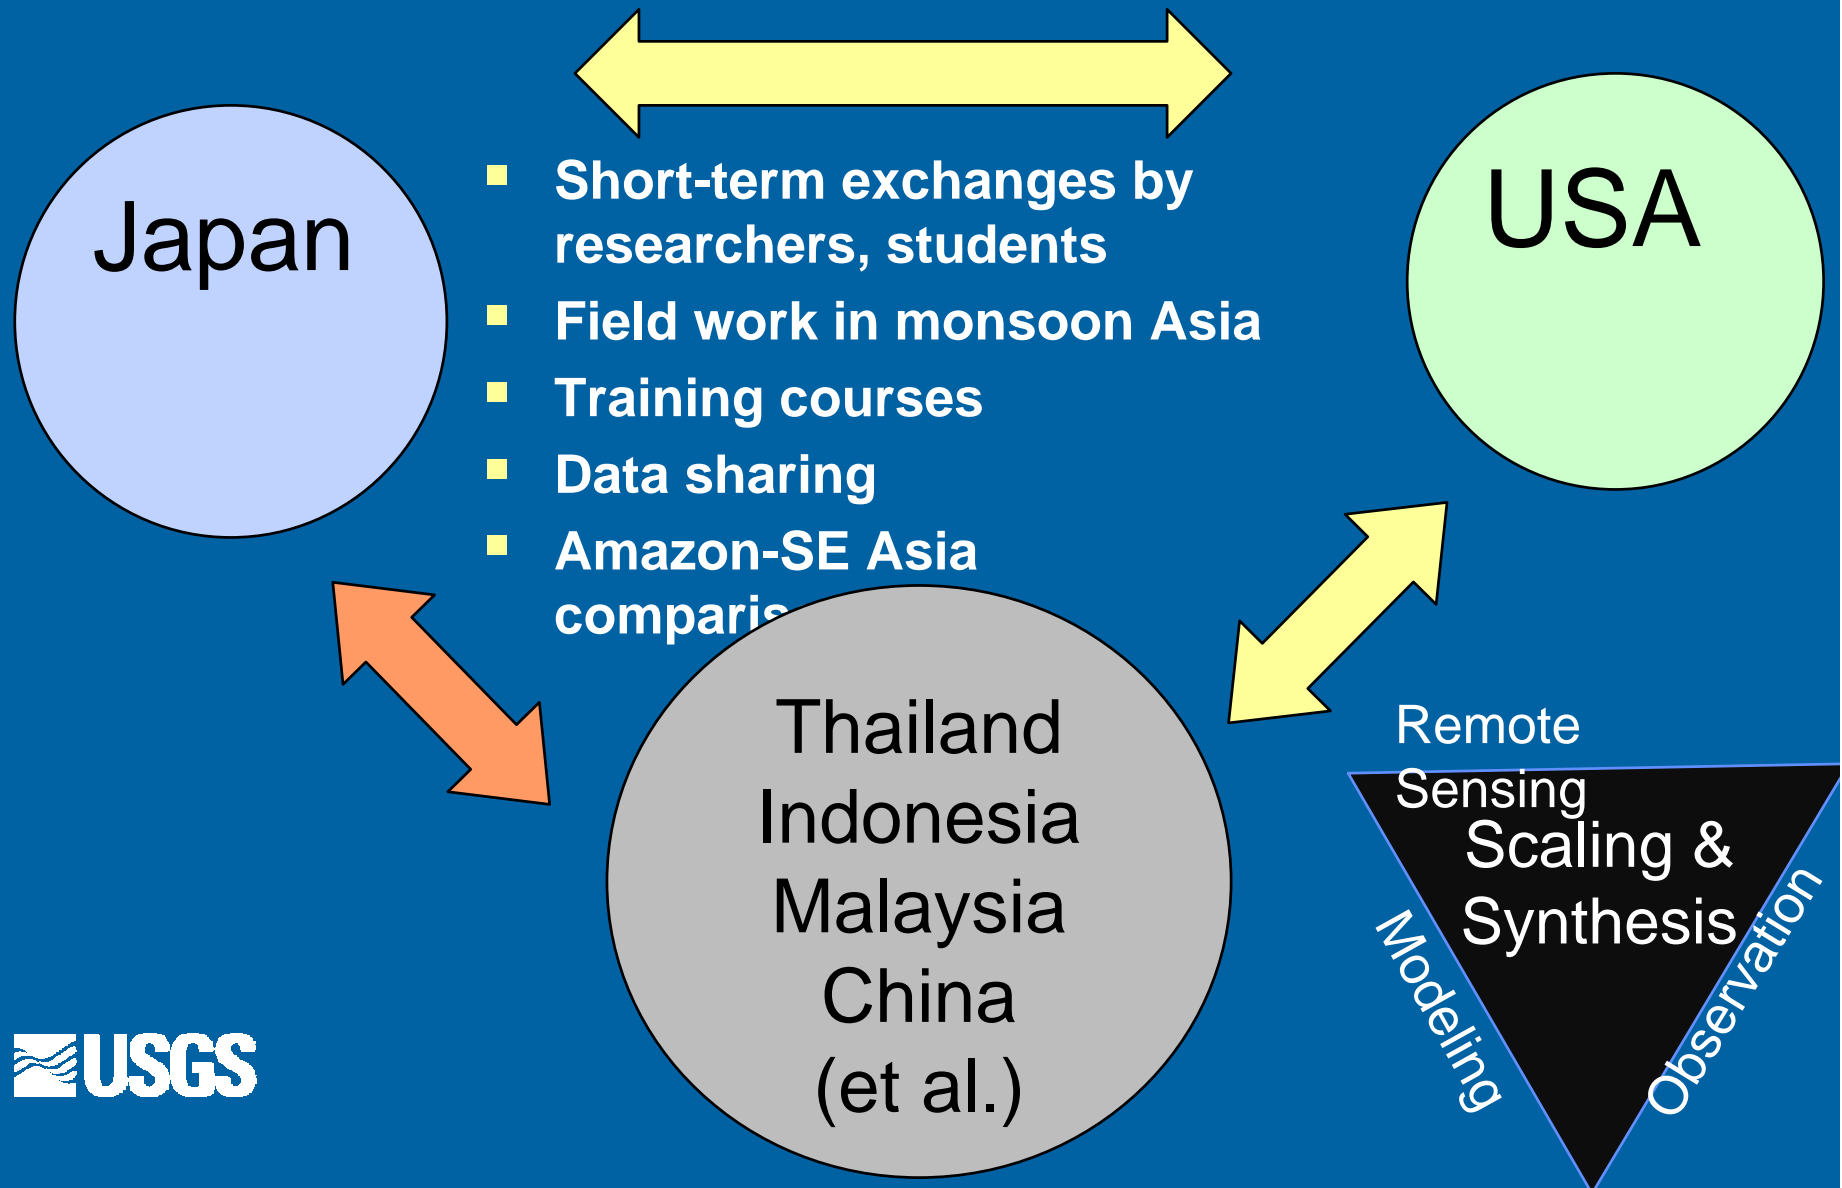 Japan
USA
Short-term exchanges by
researchers, students
Field work in monsoon Asia
Training courses
Data sharing
Amazon-SE Asia
Thailand
Indonesia
Malaysia
China
(et al.)
Remote
Sensing
Scaling &
Synthesis
Modeling
Observation
USGS